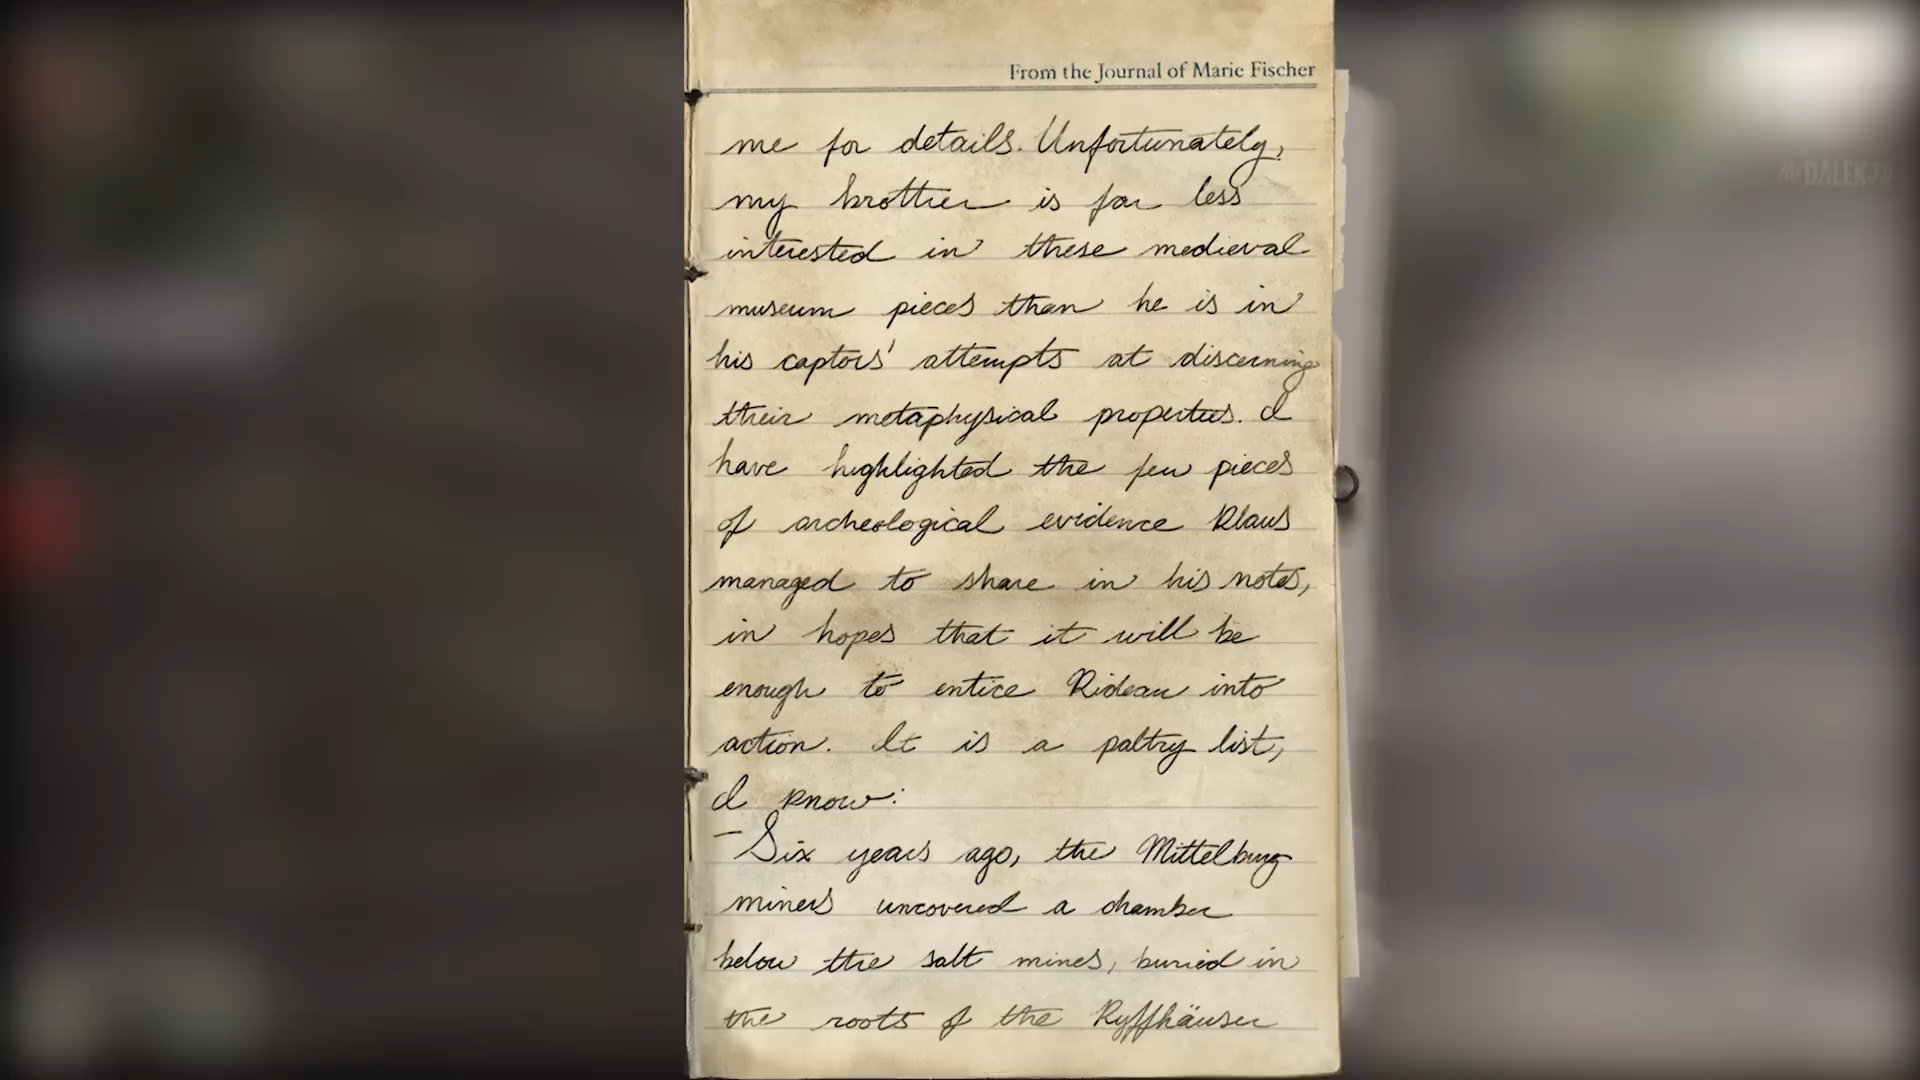 From the Journal of Marie Fischer
me for details. Unfortunately,
my brother is far less
interested in these medieval
museum pieces than he is in
his captors' attempts at discerning
their metaphysical properties. I
have highlighted the few pieces
of archeological evidence Klaus
managed to share in his notes,
in hopes that it will be
enough to entice Rideau into
action. It is a paltry list,
I know:
- Six years ago, the Mittelburg
miners uncovered a chamber
below the salt mines, buried in
the roots of the Kyffhäuser
MrDALEKJD